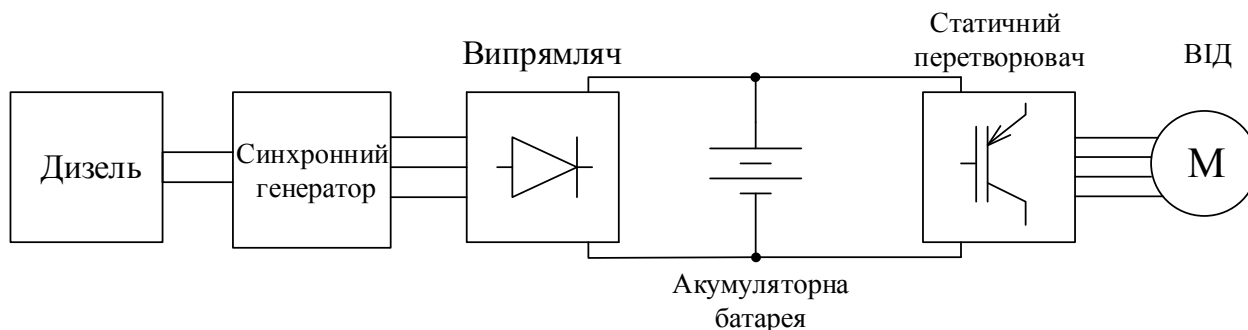 Дизель
Синхронний
генератор
Випрямляч
Акумуляторна
батарея
Статичний
перетворювач
ВІД
М